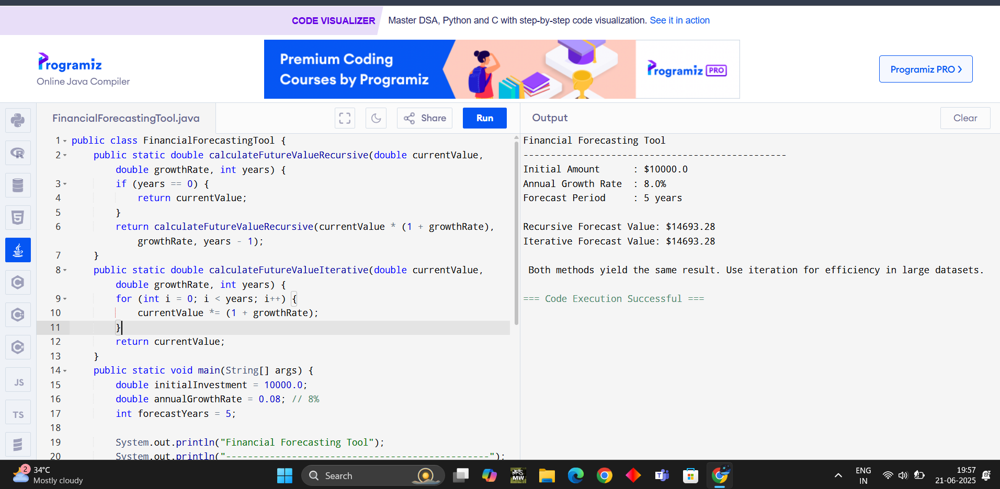 CODE VISUALIZER Master DSA, Python and C with step-by-step code visualization. See it in action
Programiz
Online Java Compiler
Premium Coding
Courses by Programiz
Programiz PRO
Programiz PRO ›
FinancialForecastingTool.java
Share
Run
Output
Clear
1 public class FinancialForecastingTool {
2 public static double calculateFutureValueRecursive(double currentValue,
double growthRate, int years) {
3 if (years == 0) {
4 return currentValue;
5 }
6 return calculateFutureValueRecursive(currentValue * (1 + growthRate),
growthRate, years - 1);
7 }
8 public static double calculateFutureValueIterative(double currentValue,
double growthRate, int years) {
9 for (int i = 0; i < years; i++) {
10 currentValue *= (1 + growthRate);
11 }
12 return currentValue;
13 }
14 public static void main(String[] args) {
15 double initialInvestment = 10000.0;
16 double annualGrowthRate = 0.08; // 8%
17 int forecastYears = 5;
18
19 System.out.println("Financial Forecasting Tool");
20 System.out.println("------------------------------------------------");
Financial Forecasting Tool
------------------------------------------------
Initial Amount : $10000.0
Annual Growth Rate : 8.0%
Forecast Period : 5 years
Recursive Forecast Value: $14693.28
Iterative Forecast Value: $14693.28
Both methods yield the same result. Use iteration for efficiency in large datasets.
=== Code Execution Successful ===
JS
TS
2
34°C
Mostly cloudy
Search
MW
ENG
IN
19:57
21-06-2025